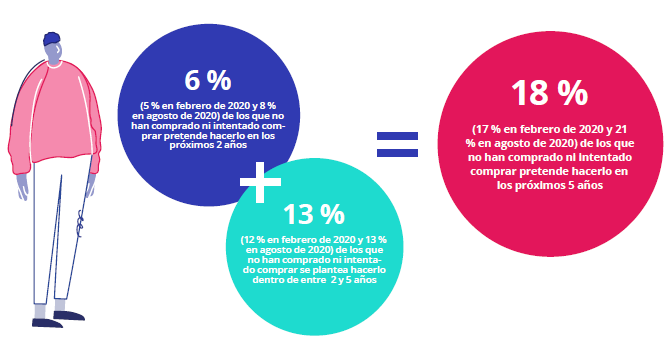 6 %
(5 % en febrero de 2020 y 8 %
en agosto de 2020) de los que no
han comprado ni intentado com-
prar pretende hacerlo en los
próximos 2 años
+
13 %
(12 % en febrero de 2020 y 13 %
en agosto de 2020) de los que
no han comprado ni intenta-
do comprar se plantea hacerlo
dentro de entre 2 y 5 años
=
18 %
(17 % en febrero de 2020 y 21
% en agosto de 2020) de los que
no han comprado ni intentado
comprar pretende hacerlo en
los próximos 5 años